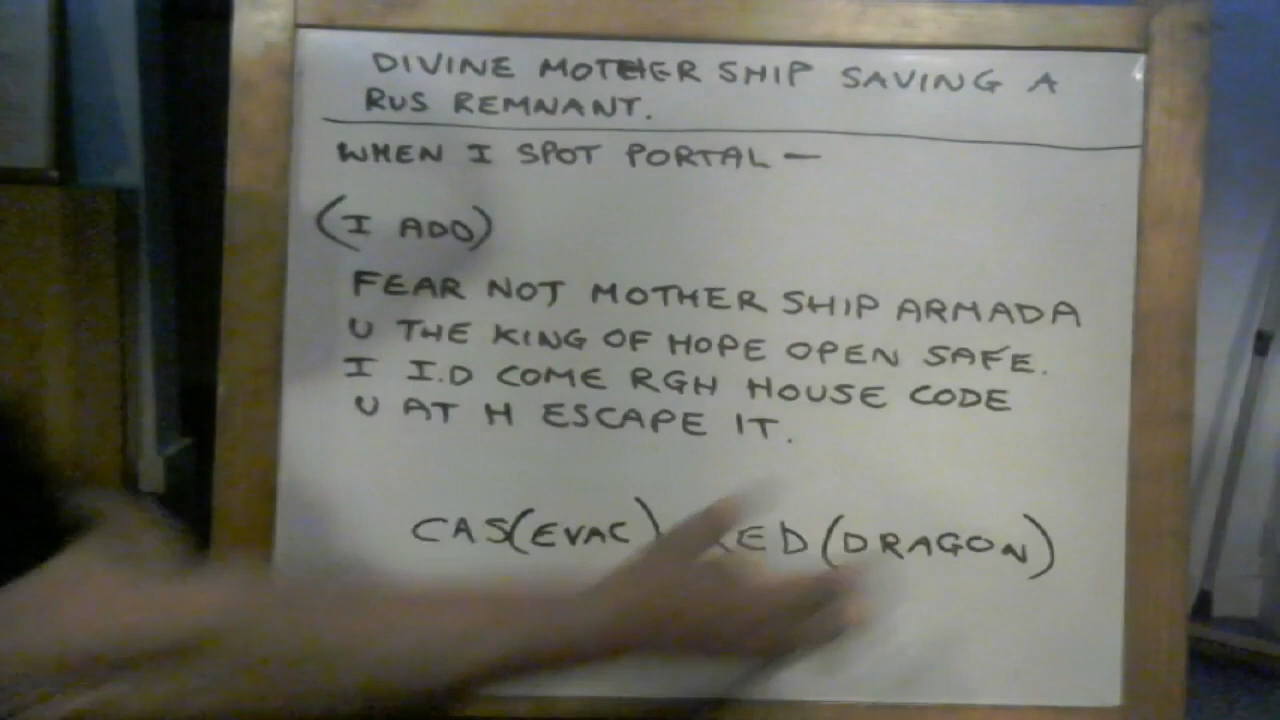 DIVINE MOTHER SHIP SAVING A
RUS REMNANT.
WHEN I SPOT PORTAL —
(I ADD)
FEAR NOT MOTHER SHIP ARMADA
U THE KING OF HOPE OPEN SAFE.
I I.D COME RGH HOUSE CODE
U AT H ESCAPE IT.
CAS(EVAC) ED(DRAGON)